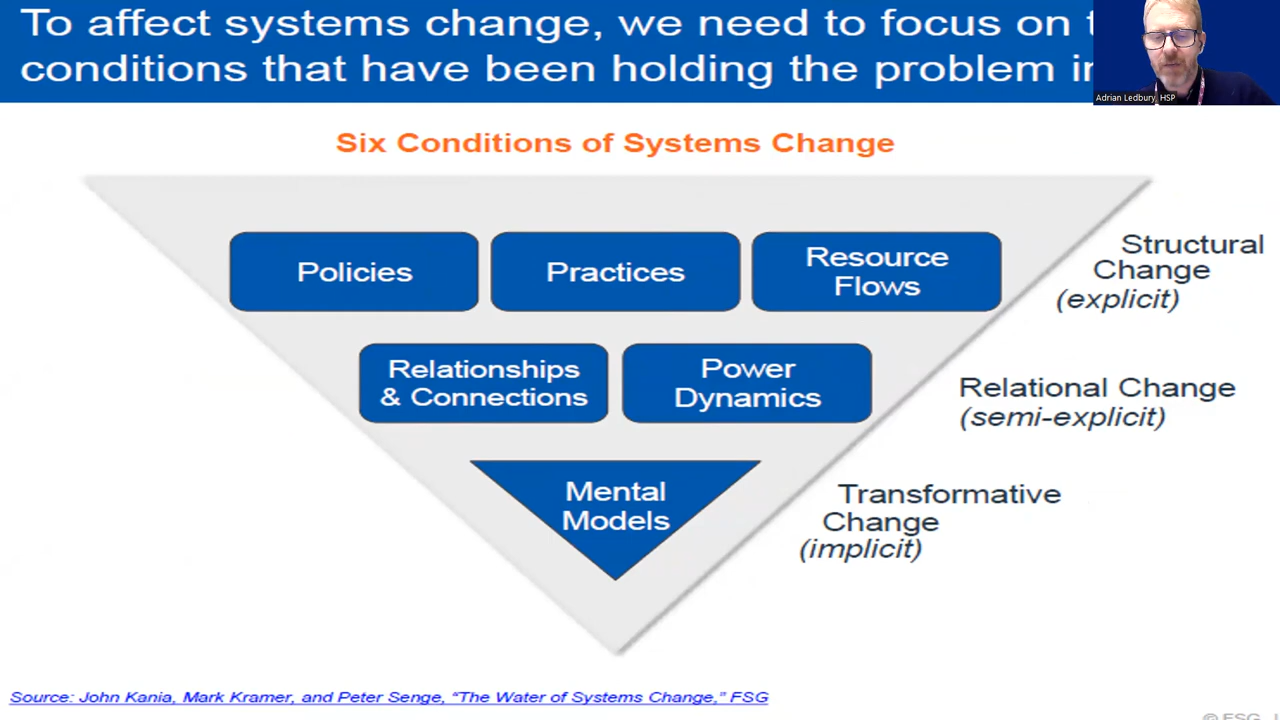 To affect systems change, we need to focus on
conditions that have been holding the problem
Adrian Ledbury, HSP
Six Conditions of Systems Change
Policies
Practices
Resource
Flows
Structural
Change
(explicit)
Relationships
& Connections
Power
Dynamics
Relational Change
(semi-explicit)
Mental
Models
Transformative
Change
(implicit)
Source: John Kania, Mark Kramer, and Peter Senge, “The Water of Systems Change,” FSG